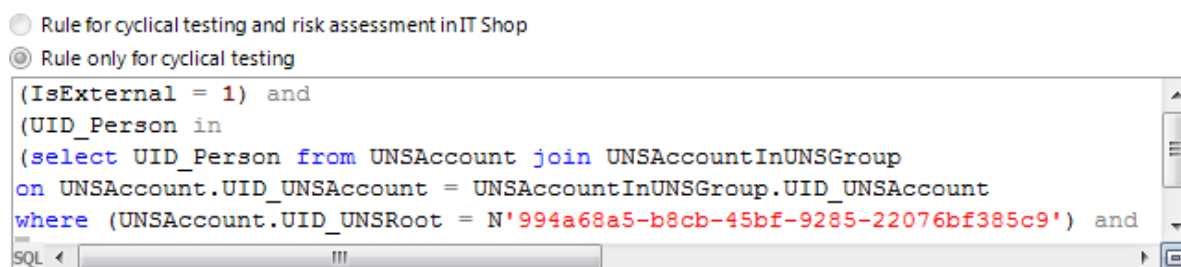 Rule for cyclical testing and risk assessment in IT Shop
Rule only for cyclical testing
(IsExternal = 1) and
(UID_Person in
(select UID_Person from UNSAccount join UNSAccountInUNSGroup
on UNSAccount.UID_UNSAccount = UNSAccountInUNSGroup.UID_UNSAccount
where (UNSAccount.UID_UNSRoot = N'994a68a5-b8cb-45bf-9285-22076bf385c9') and
SQL